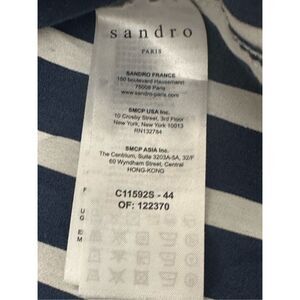 sandro
PARIS
SANDRO FRANCE
150 boulevard Haussmann
75008 Paris
www.sandro-paris.com
SMCP USA Inc.
10 Crosby Street, 3rd Floor
New York, New York 10013
RN132784
SMCP ASIA Inc.
The Centrium, Suite 3203A-5A, 32/F
60 Wyndham Street, Central
HONG-KONG
F
UG
E
M
C11592S - 44
OF: 122370